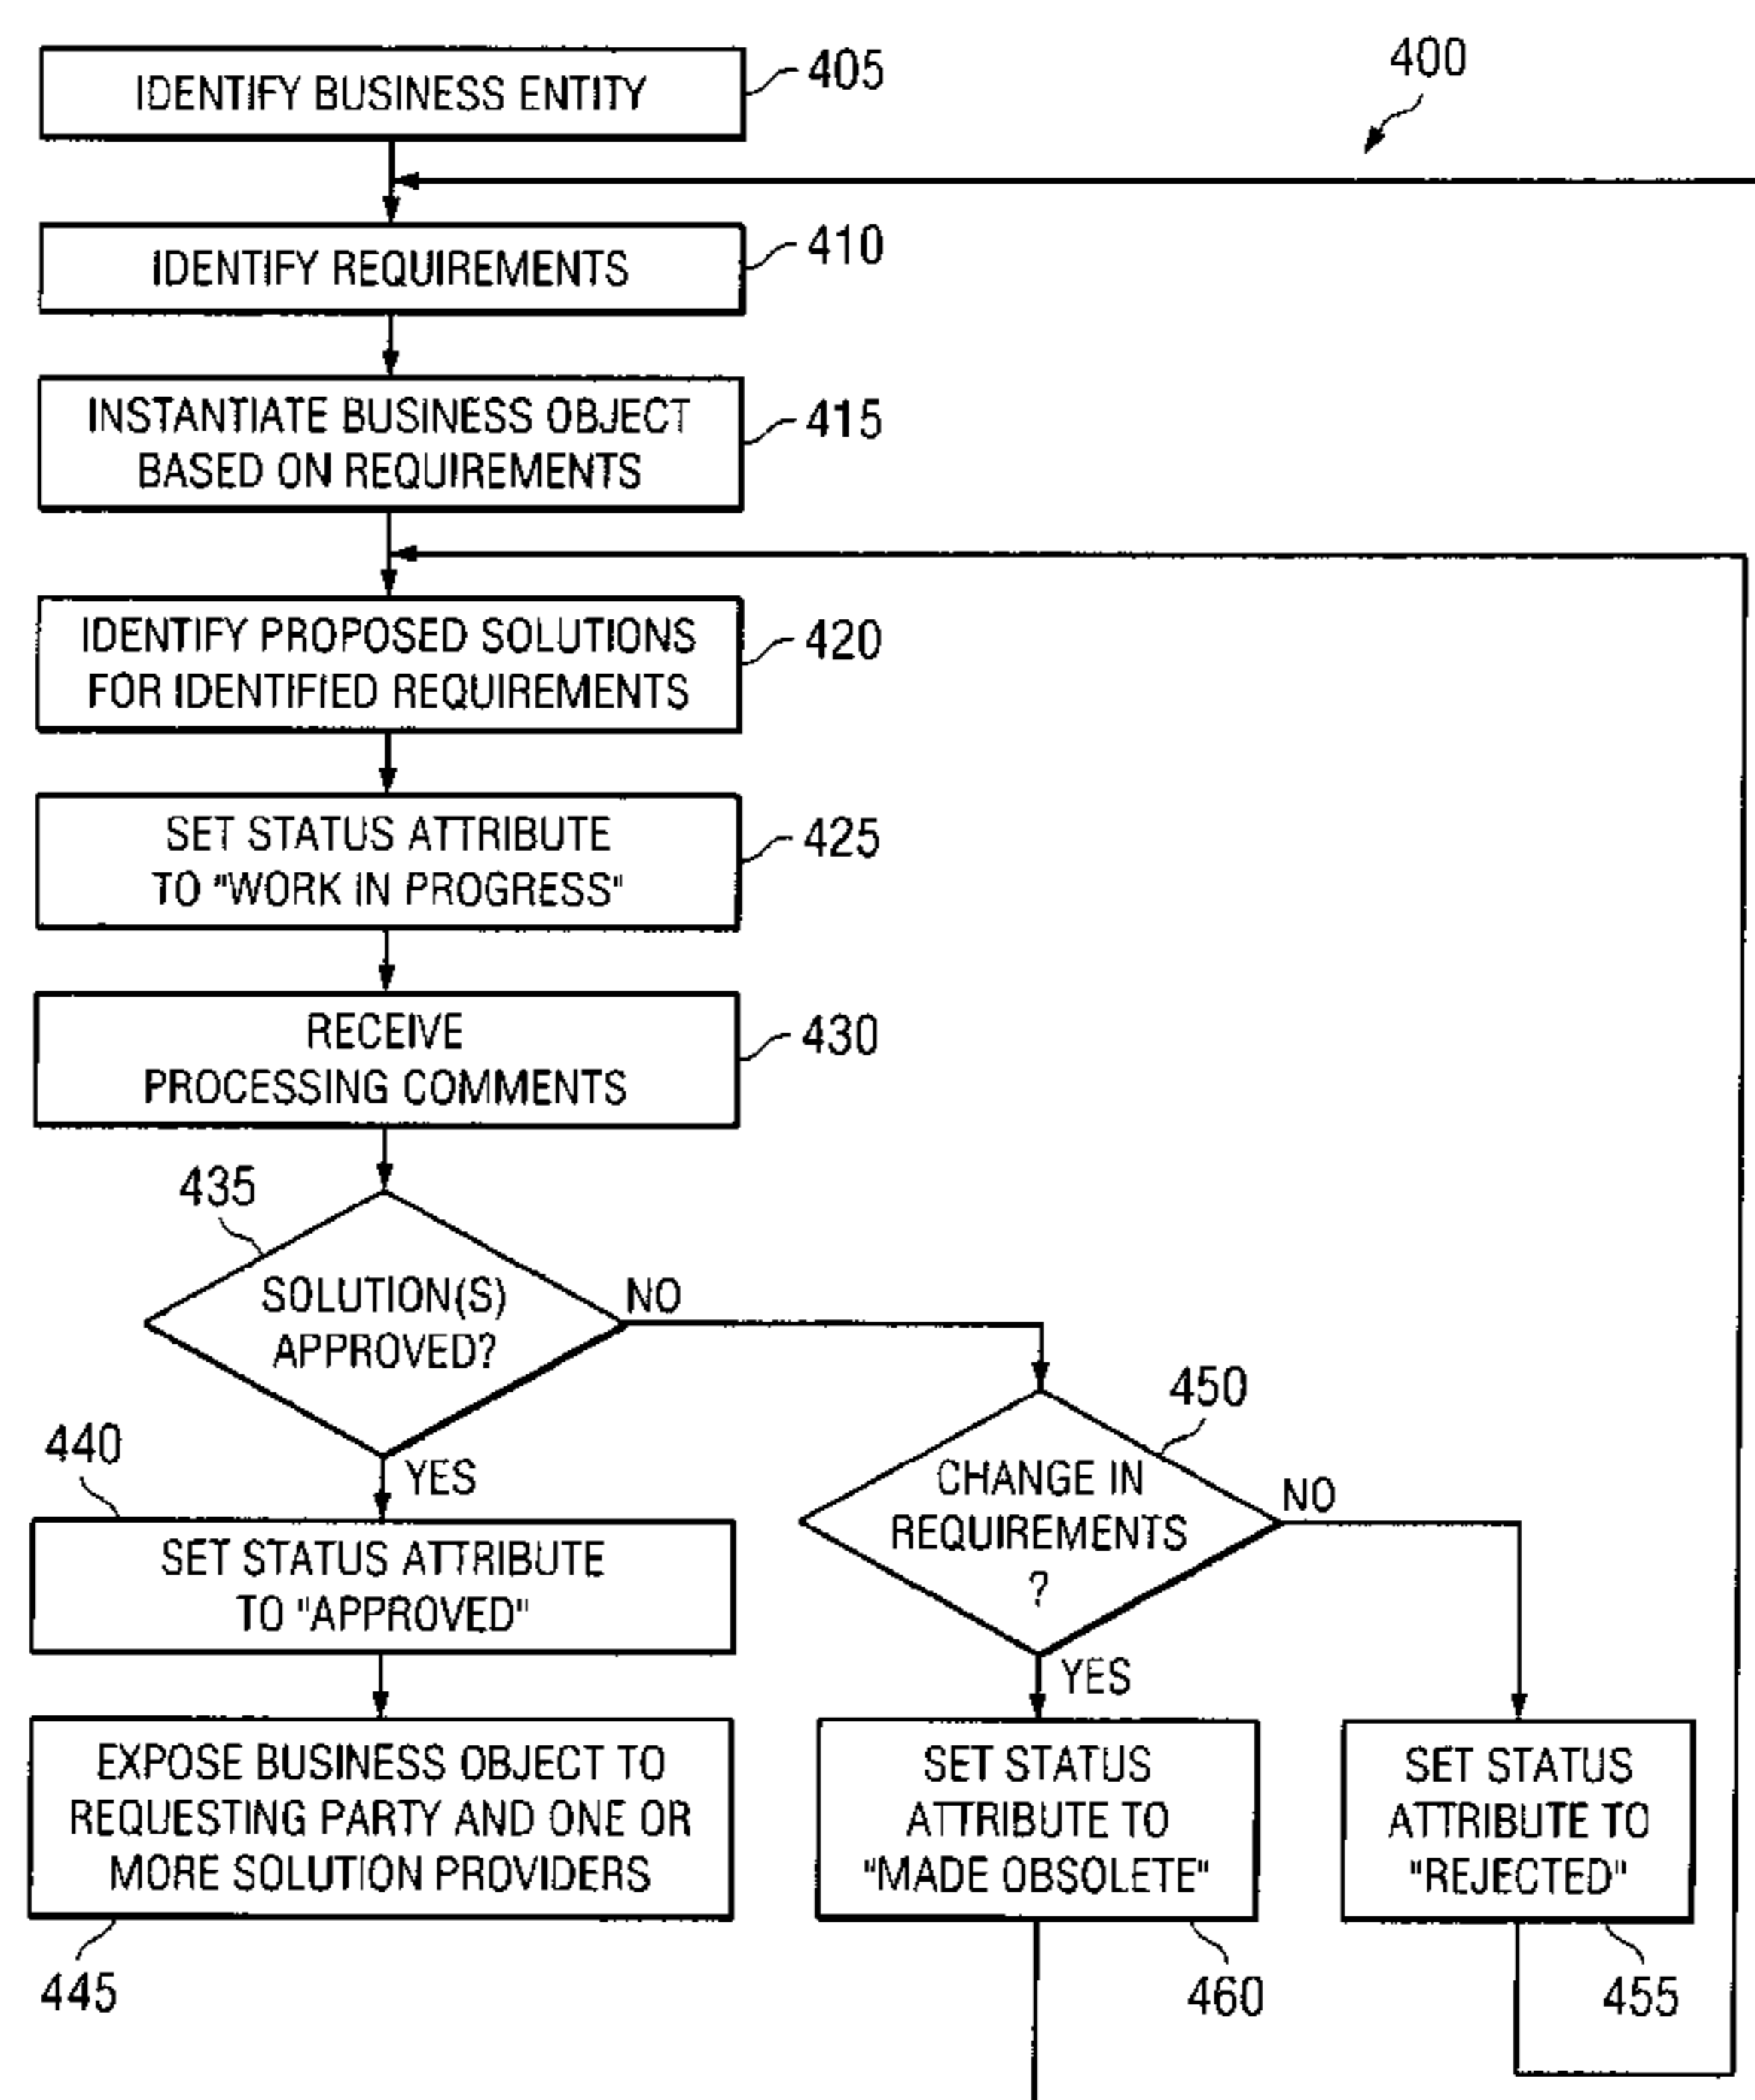 400
IDENTIFY BUSINESS ENTITY
405
IDENTIFY REQUIREMENTS
410
INSTANTIATE BUSINESS OBJECT
BASED ON REQUIREMENTS
415
IDENTIFY PROPOSED SOLUTIONS
FOR IDENTIFIED REQUIREMENTS
420
SET STATUS ATTRIBUTE
TO "WORK IN PROGRESS"
425
RECEIVE
PROCESSING COMMENTS
430
435
SOLUTION(S)
APPROVED?
NO
YES
440
SET STATUS ATTRIBUTE
TO "APPROVED"
EXPOSE BUSINESS OBJECT TO
REQUESTING PARTY AND ONE OR
MORE SOLUTION PROVIDERS
445
450
CHANGE IN
REQUIREMENTS
?
NO
YES
SET STATUS
ATTRIBUTE TO
"MADE OBSOLETE"
460
SET STATUS
ATTRIBUTE TO
"REJECTED"
455